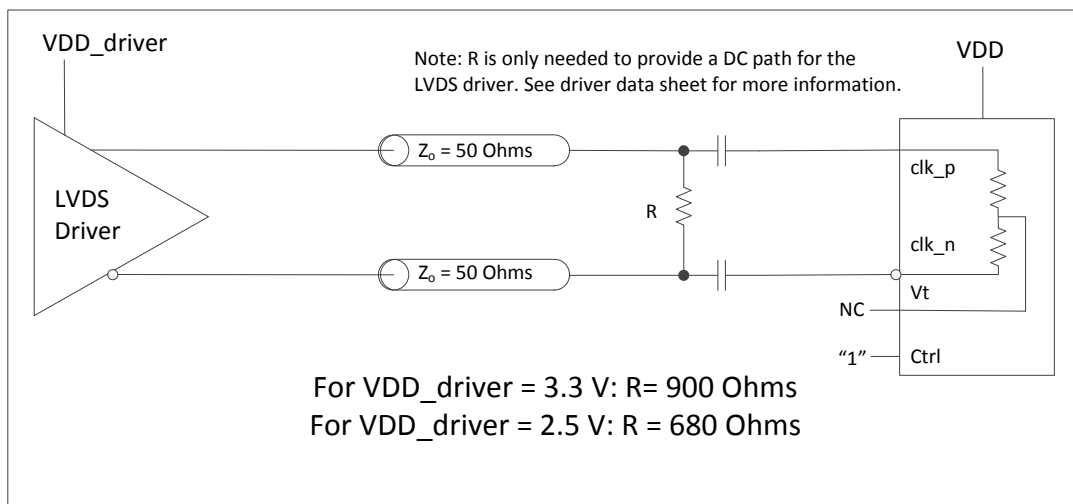 VDD_driver
Note: R is only needed to provide a DC path for the
LVDS driver. See driver data sheet for more information.
VDD
Zo = 50 Ohms
clk_p
LVDS
Driver
R
clk_n
Zo = 50 Ohms
Vt
NC
"1"
Ctrl
For VDD_driver = 3.3 V: R= 900 Ohms
For VDD_driver = 2.5 V: R = 680 Ohms